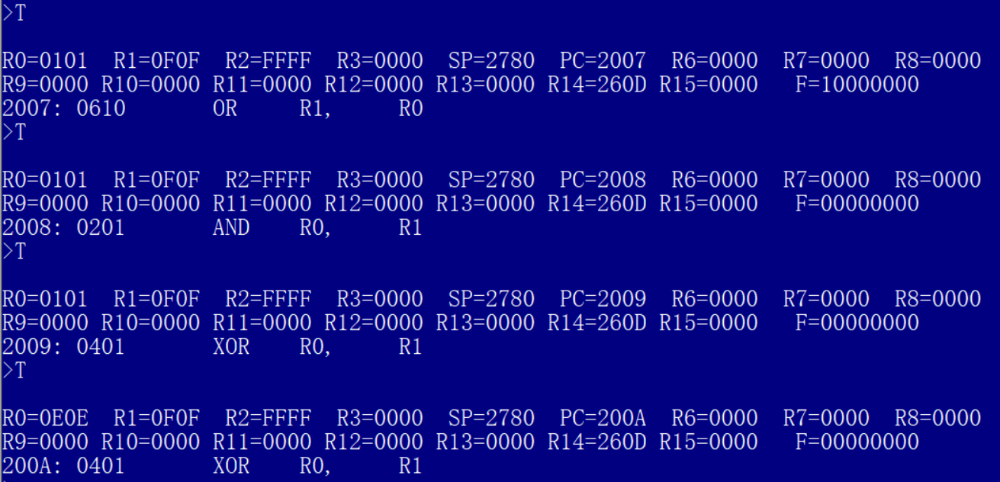 >T
R0=0101 R1=0F0F R2=FFFF R3=0000 SP=2780 PC=2007 R6=0000 R7=0000 R8=0000
R9=0000 R10=0000 R11=0000 R12=0000 R13=0000 R14=260D R15=0000 F=10000000
2007: 0610 OR R1, R0
>T
R0=0101 R1=0F0F R2=FFFF R3=0000 SP=2780 PC=2008 R6=0000 R7=0000 R8=0000
R9=0000 R10=0000 R11=0000 R12=0000 R13=0000 R14=260D R15=0000 F=00000000
2008: 0201 AND R0, R1
>T
R0=0101 R1=0F0F R2=FFFF R3=0000 SP=2780 PC=2009 R6=0000 R7=0000 R8=0000
R9=0000 R10=0000 R11=0000 R12=0000 R13=0000 R14=260D R15=0000 F=00000000
2009: 0401 XOR R0, R1
>T
R0=0E0E R1=0F0F R2=FFFF R3=0000 SP=2780 PC=200A R6=0000 R7=0000 R8=0000
R9=0000 R10=0000 R11=0000 R12=0000 R13=0000 R14=260D R15=0000 F=00000000
200A: 0401 XOR R0, R1